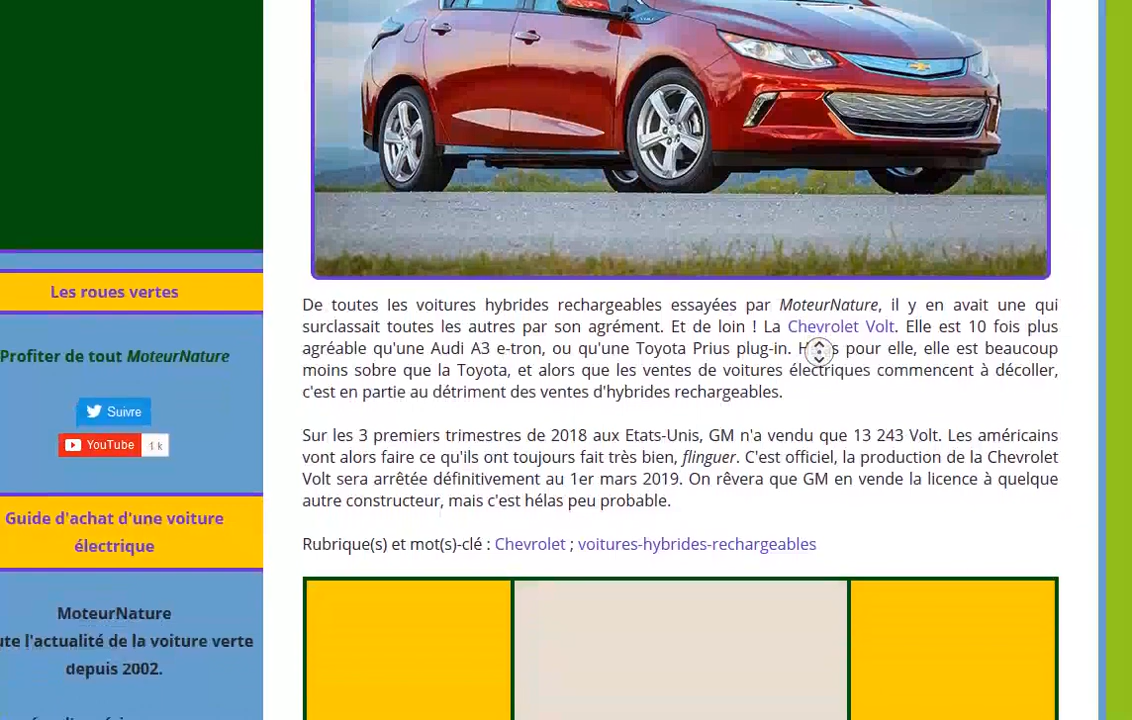 Les roues vertes
Profiter de tout MoteurNature
Suivre
YouTube 1 k
Guide d'achat d'une voiture
électrique
MoteurNature
l'actualité de la voiture verte
depuis 2002.
De toutes les voitures hybrides rechargeables essayées par MoteurNature, il y en avait une qui
surclassait toutes les autres par son agrément. Et de loin ! La Chevrolet Volt. Elle est 10 fois plus
agréable qu'une Audi A3 e-tron, ou qu'une Toyota Prius plug-in. pour elle, elle est beaucoup
moins sobre que la Toyota, et alors que les ventes de voitures électriques commencent à décoller,
c'est en partie au détriment des ventes d'hybrides rechargeables.
Sur les 3 premiers trimestres de 2018 aux Etats-Unis, GM n'a vendu que 13 243 Volt. Les américains
vont alors faire ce qu'ils ont toujours fait très bien, flinguer. C'est officiel, la production de la Chevrolet
Volt sera arrêtée définitivement au 1er mars 2019. On rêvera que GM en vende la licence à quelque
autre constructeur, mais c'est hélas peu probable.
Rubrique(s) et mot(s)-clé : Chevrolet ; voitures-hybrides-rechargeables